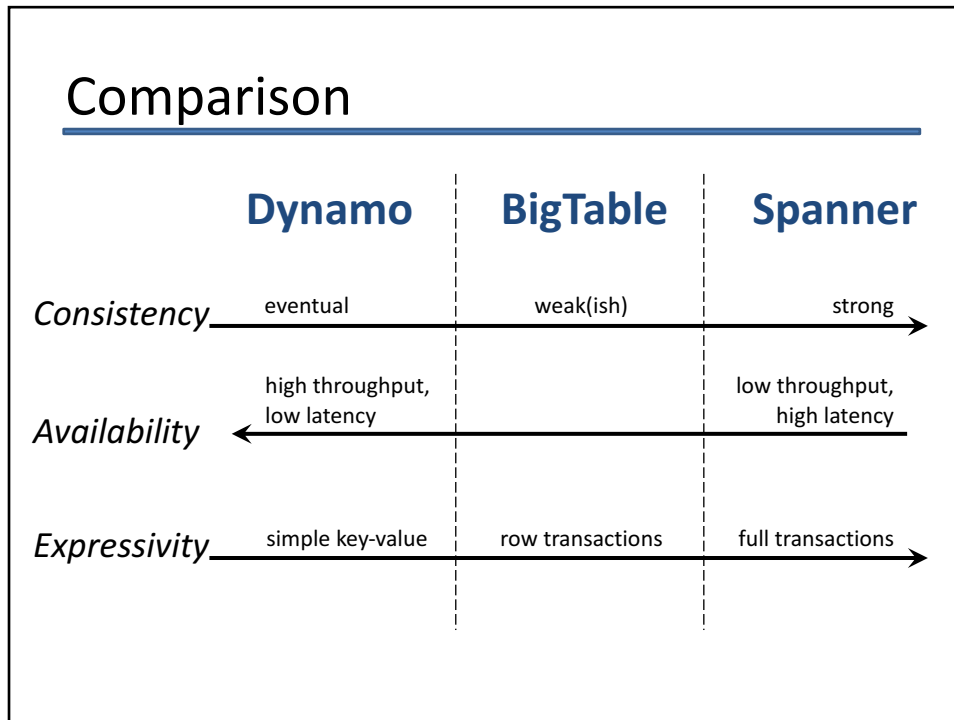 Comparison
Dynamo BigTable Spanner
Consistency eventual weak(ish) strong
high throughput, low throughput,
Availability low latency high latency
Expressivity simple key-value row transactions full transactions